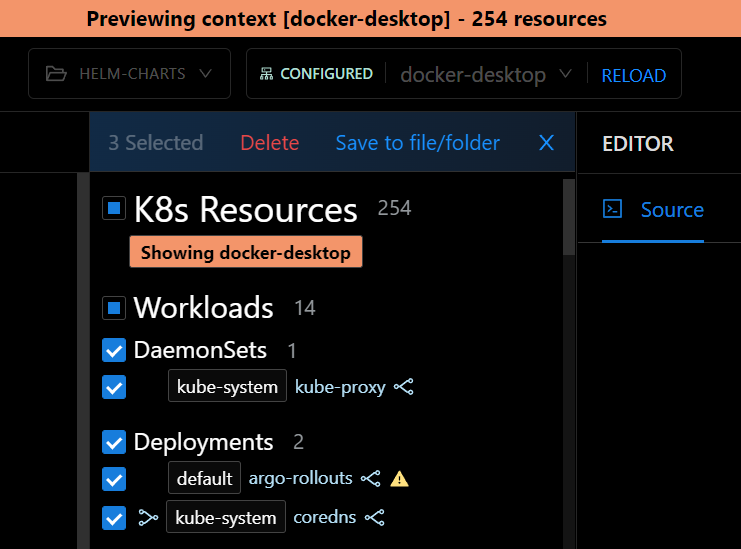 Previewing context [docker-desktop] - 254 resources
HELM-CHARTS CONFIGURED docker-desktop RELOAD
3 Selected Delete Save to file/folder X EDITOR
K8s Resources 254
Source
Showing docker-desktop
Workloads 14
DaemonSets 1
kube-system kube-proxy
Deployments 2
default argo-rollouts
kube-system coredns